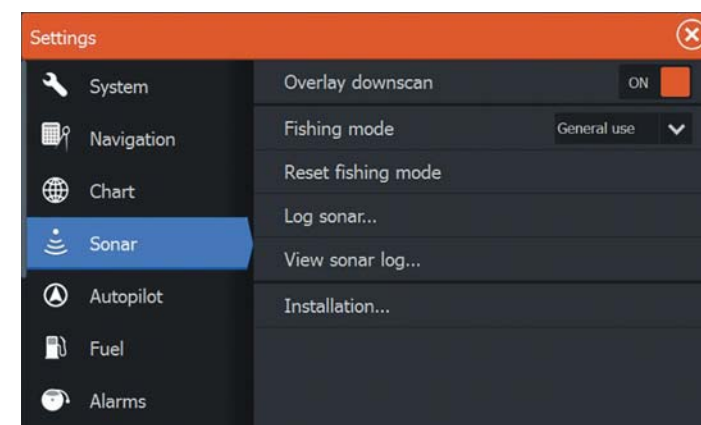 Settings
System
Navigation
Chart
Sonar
Autopilot
Fuel
Alarms
Overlay downscan ON
Fishing mode General use
Reset fishing mode
Log sonar...
View sonar log...
Installation...